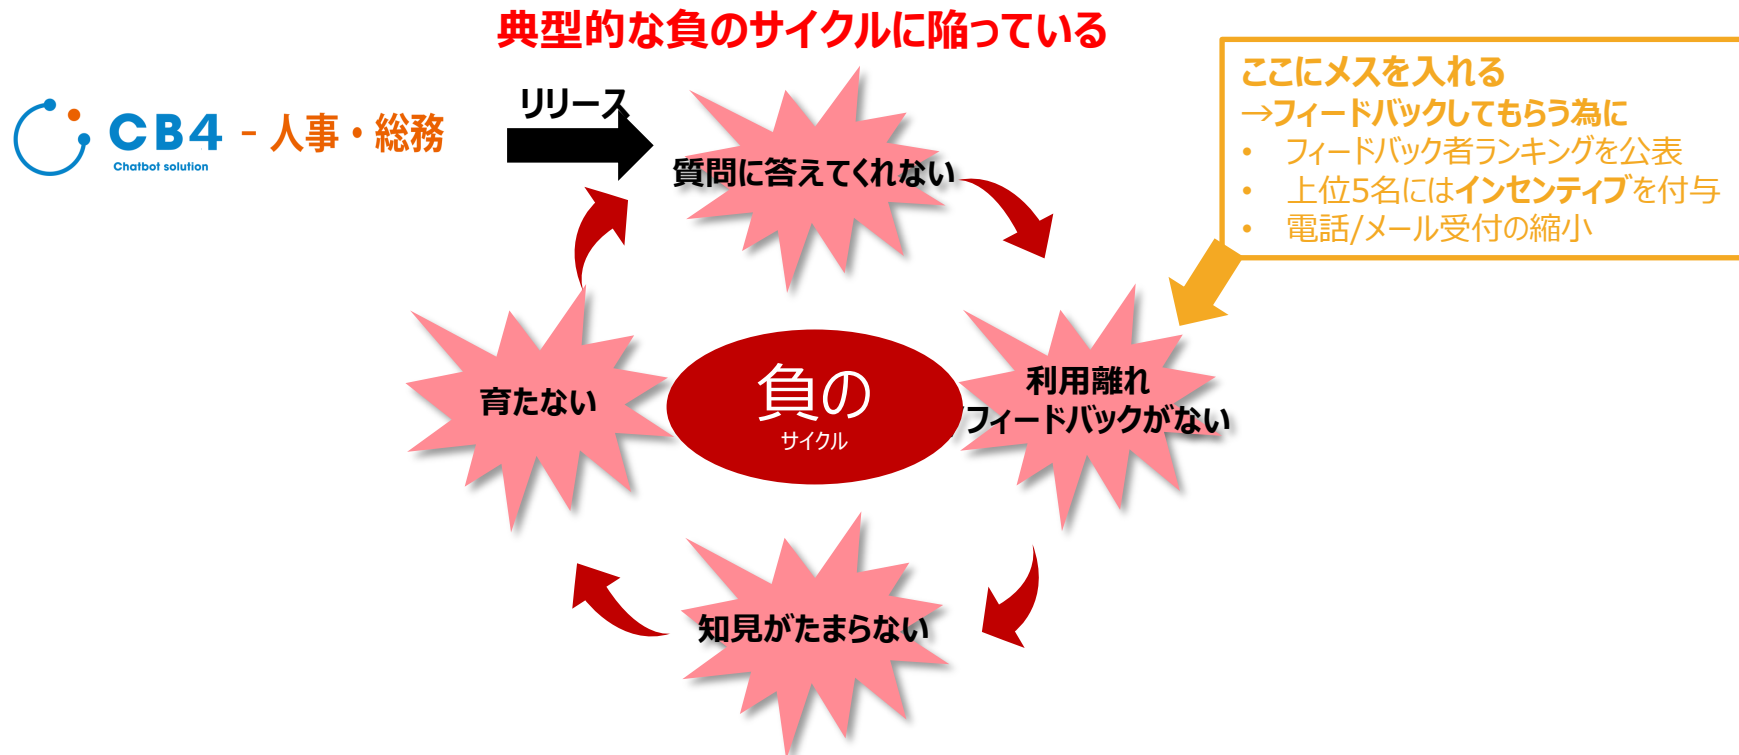 典型的な負のサイクルに陥っている
CB4 - 人事・総務
Chatbot solution
リリース
質問に答えてくれない
ここにメスを入れる
→フィードバックしてもらう為に
• フィードバック者ランキングを公表
• 上位5名にはインセンティブを付与
• 電話/メール受付の縮小
育たない
負の
サイクル
利用離れ
/フィードバックがない
知見がたまらない